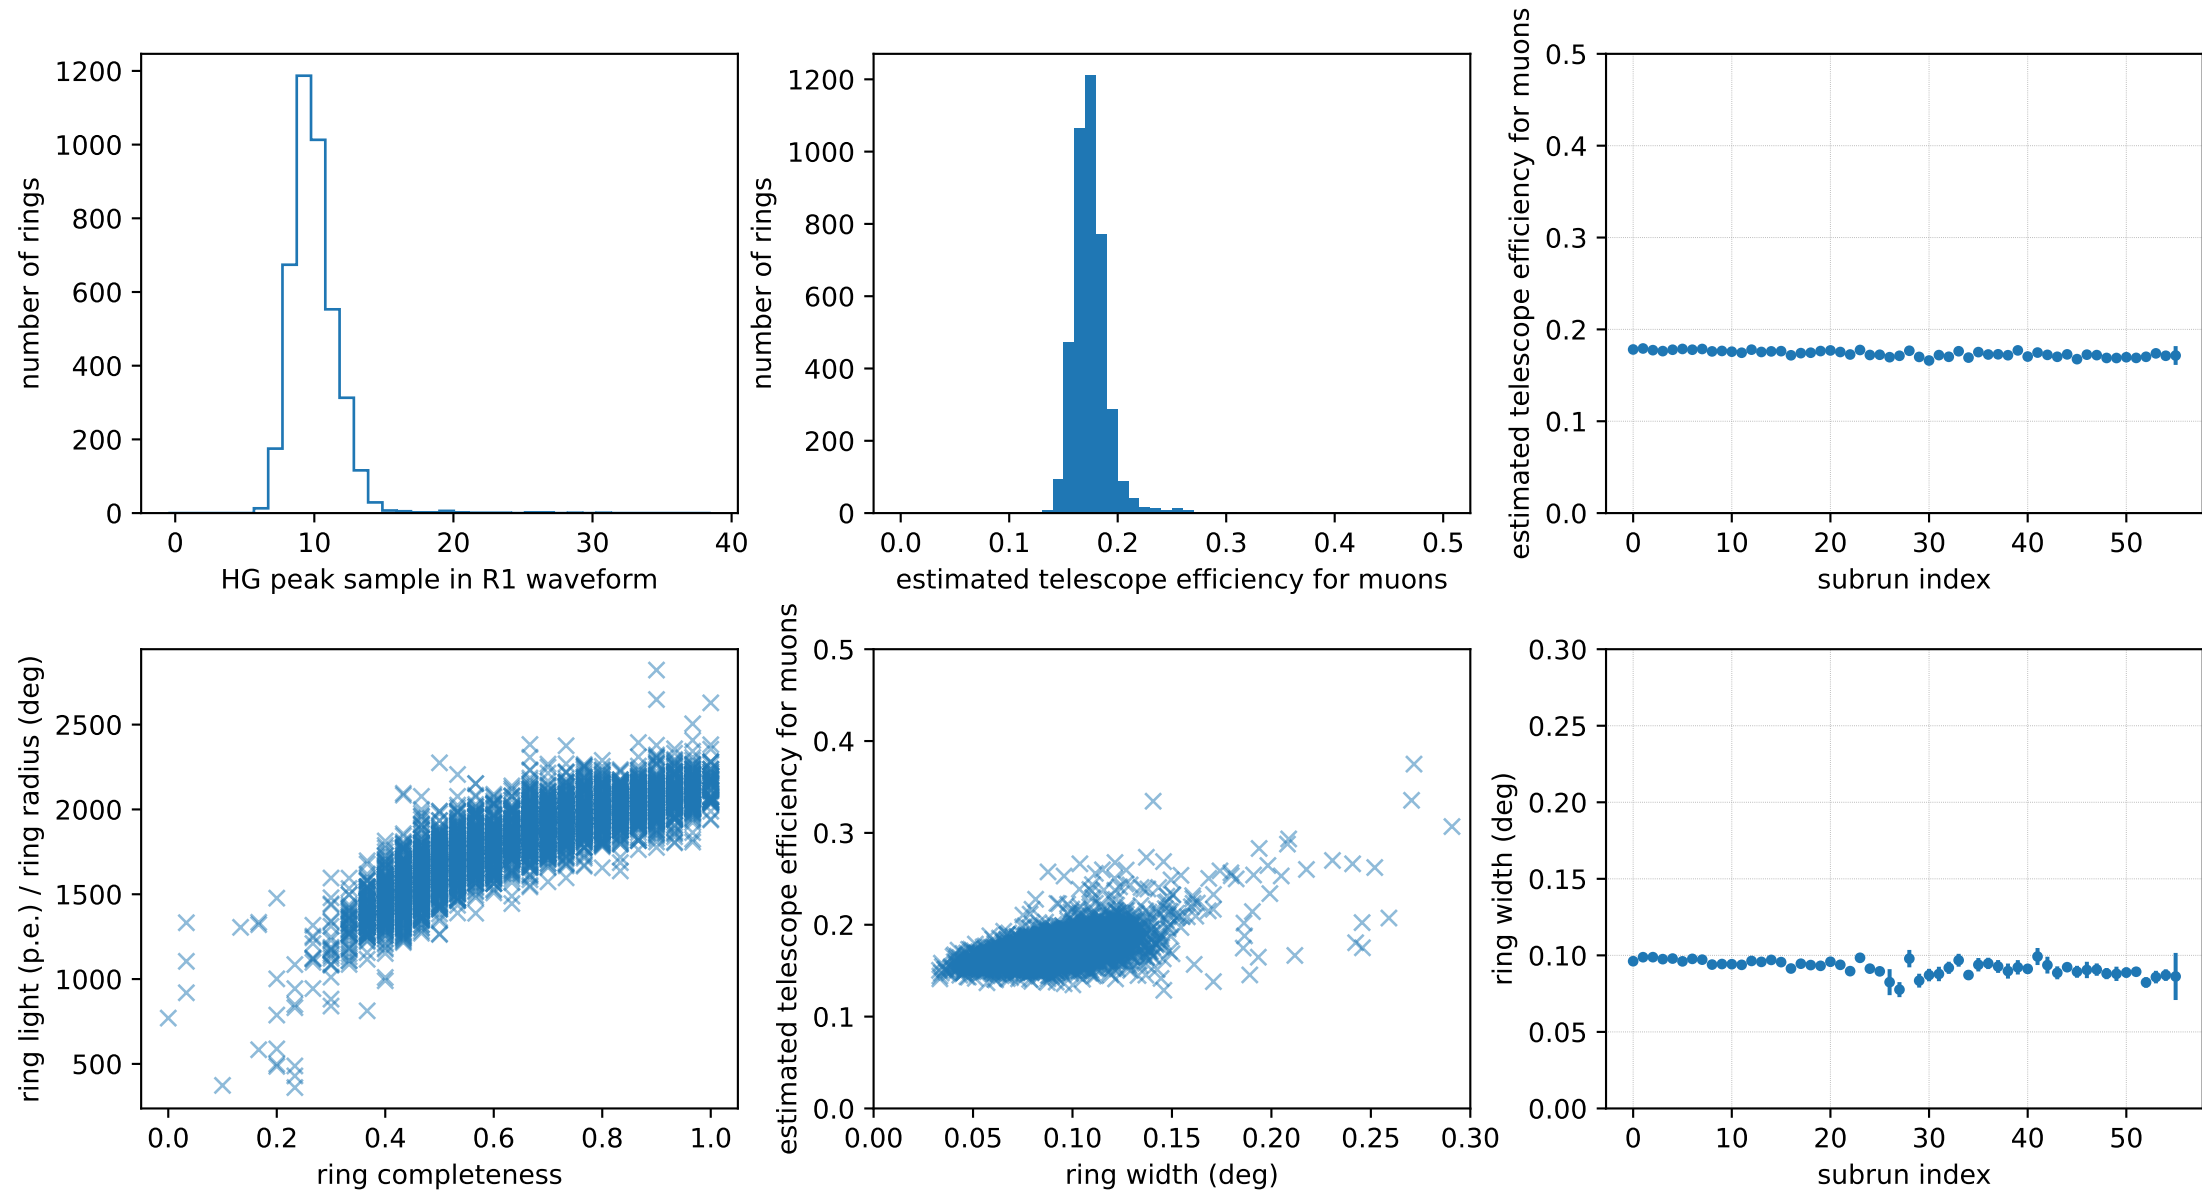 number of rings
1200
1000
800
600
400
200
0
0 10 20 30 40
HG peak sample in R1 waveform
number of rings
1200
1000
800
600
400
200
0
0.0 0.1 0.2 0.3 0.4 0.5
estimated telescope efficiency for muons
estimated telescope efficiency for muons
0.5
0.4
0.3
0.2
0.1
0.0
0 10 20 30 40 50
subrun index
ring light (p.e.) / ring radius (deg)
2500
2000
1500
1000
500
0.0 0.2 0.4 0.6 0.8 1.0
ring completeness
estimated telescope efficiency for muons
0.5
0.4
0.3
0.2
0.1
0.0
0.00 0.05 0.10 0.15 0.20 0.25 0.30
ring width (deg)
ring width (deg)
0.30
0.25
0.20
0.15
0.10
0.05
0.00
0 10 20 30 40 50
subrun index